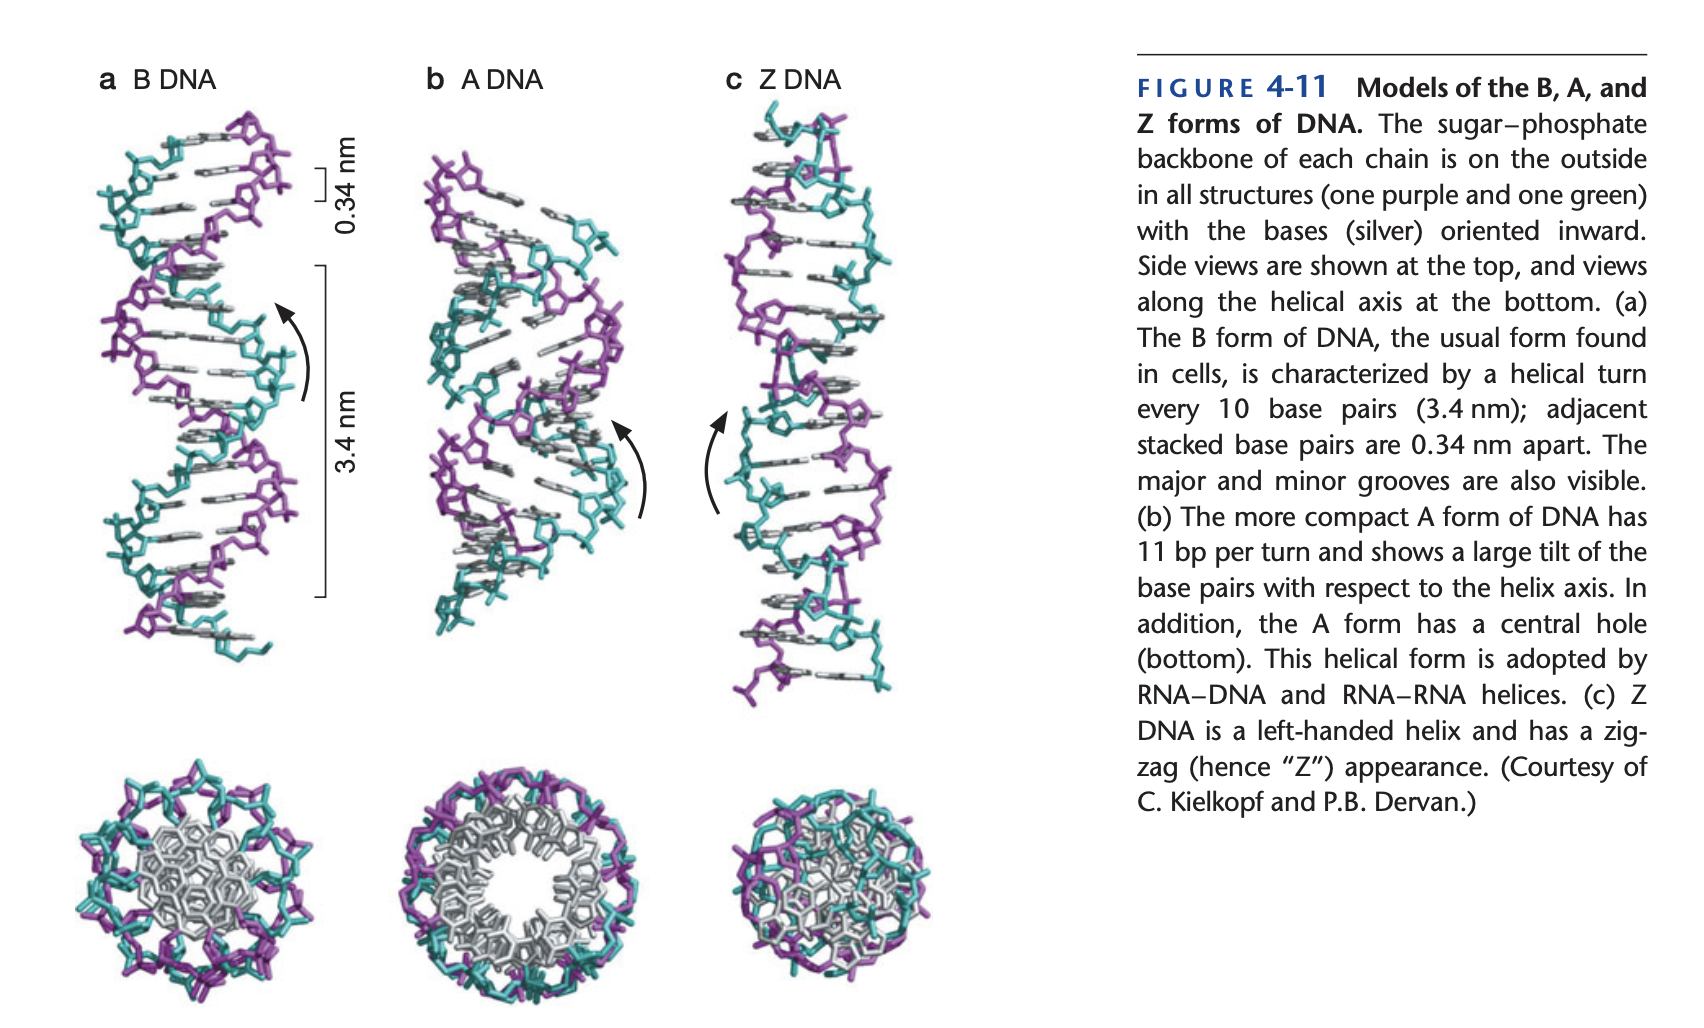 a B DNA
b A DNA
c Z DNA
0.34 nm
3.4 nm
FIGURE 4-11 Models of the B, A, and
Z forms of DNA. The sugar–phosphate
backbone of each chain is on the outside
in all structures (one purple and one green)
with the bases (silver) oriented inward.
Side views are shown at the top, and views
along the helical axis at the bottom. (a)
The B form of DNA, the usual form found
in cells, is characterized by a helical turn
every 10 base pairs (3.4 nm); adjacent
stacked base pairs are 0.34 nm apart. The
major and minor grooves are also visible.
(b) The more compact A form of DNA has
11 bp per turn and shows a large tilt of the
base pairs with respect to the helix axis. In
addition, the A form has a central hole
(bottom). This helical form is adopted by
RNA–DNA and RNA–RNA helices. (c) Z
DNA is a left-handed helix and has a zig-
zag (hence “Z”) appearance. (Courtesy of
C. Kielkopf and P.B. Dervan.)